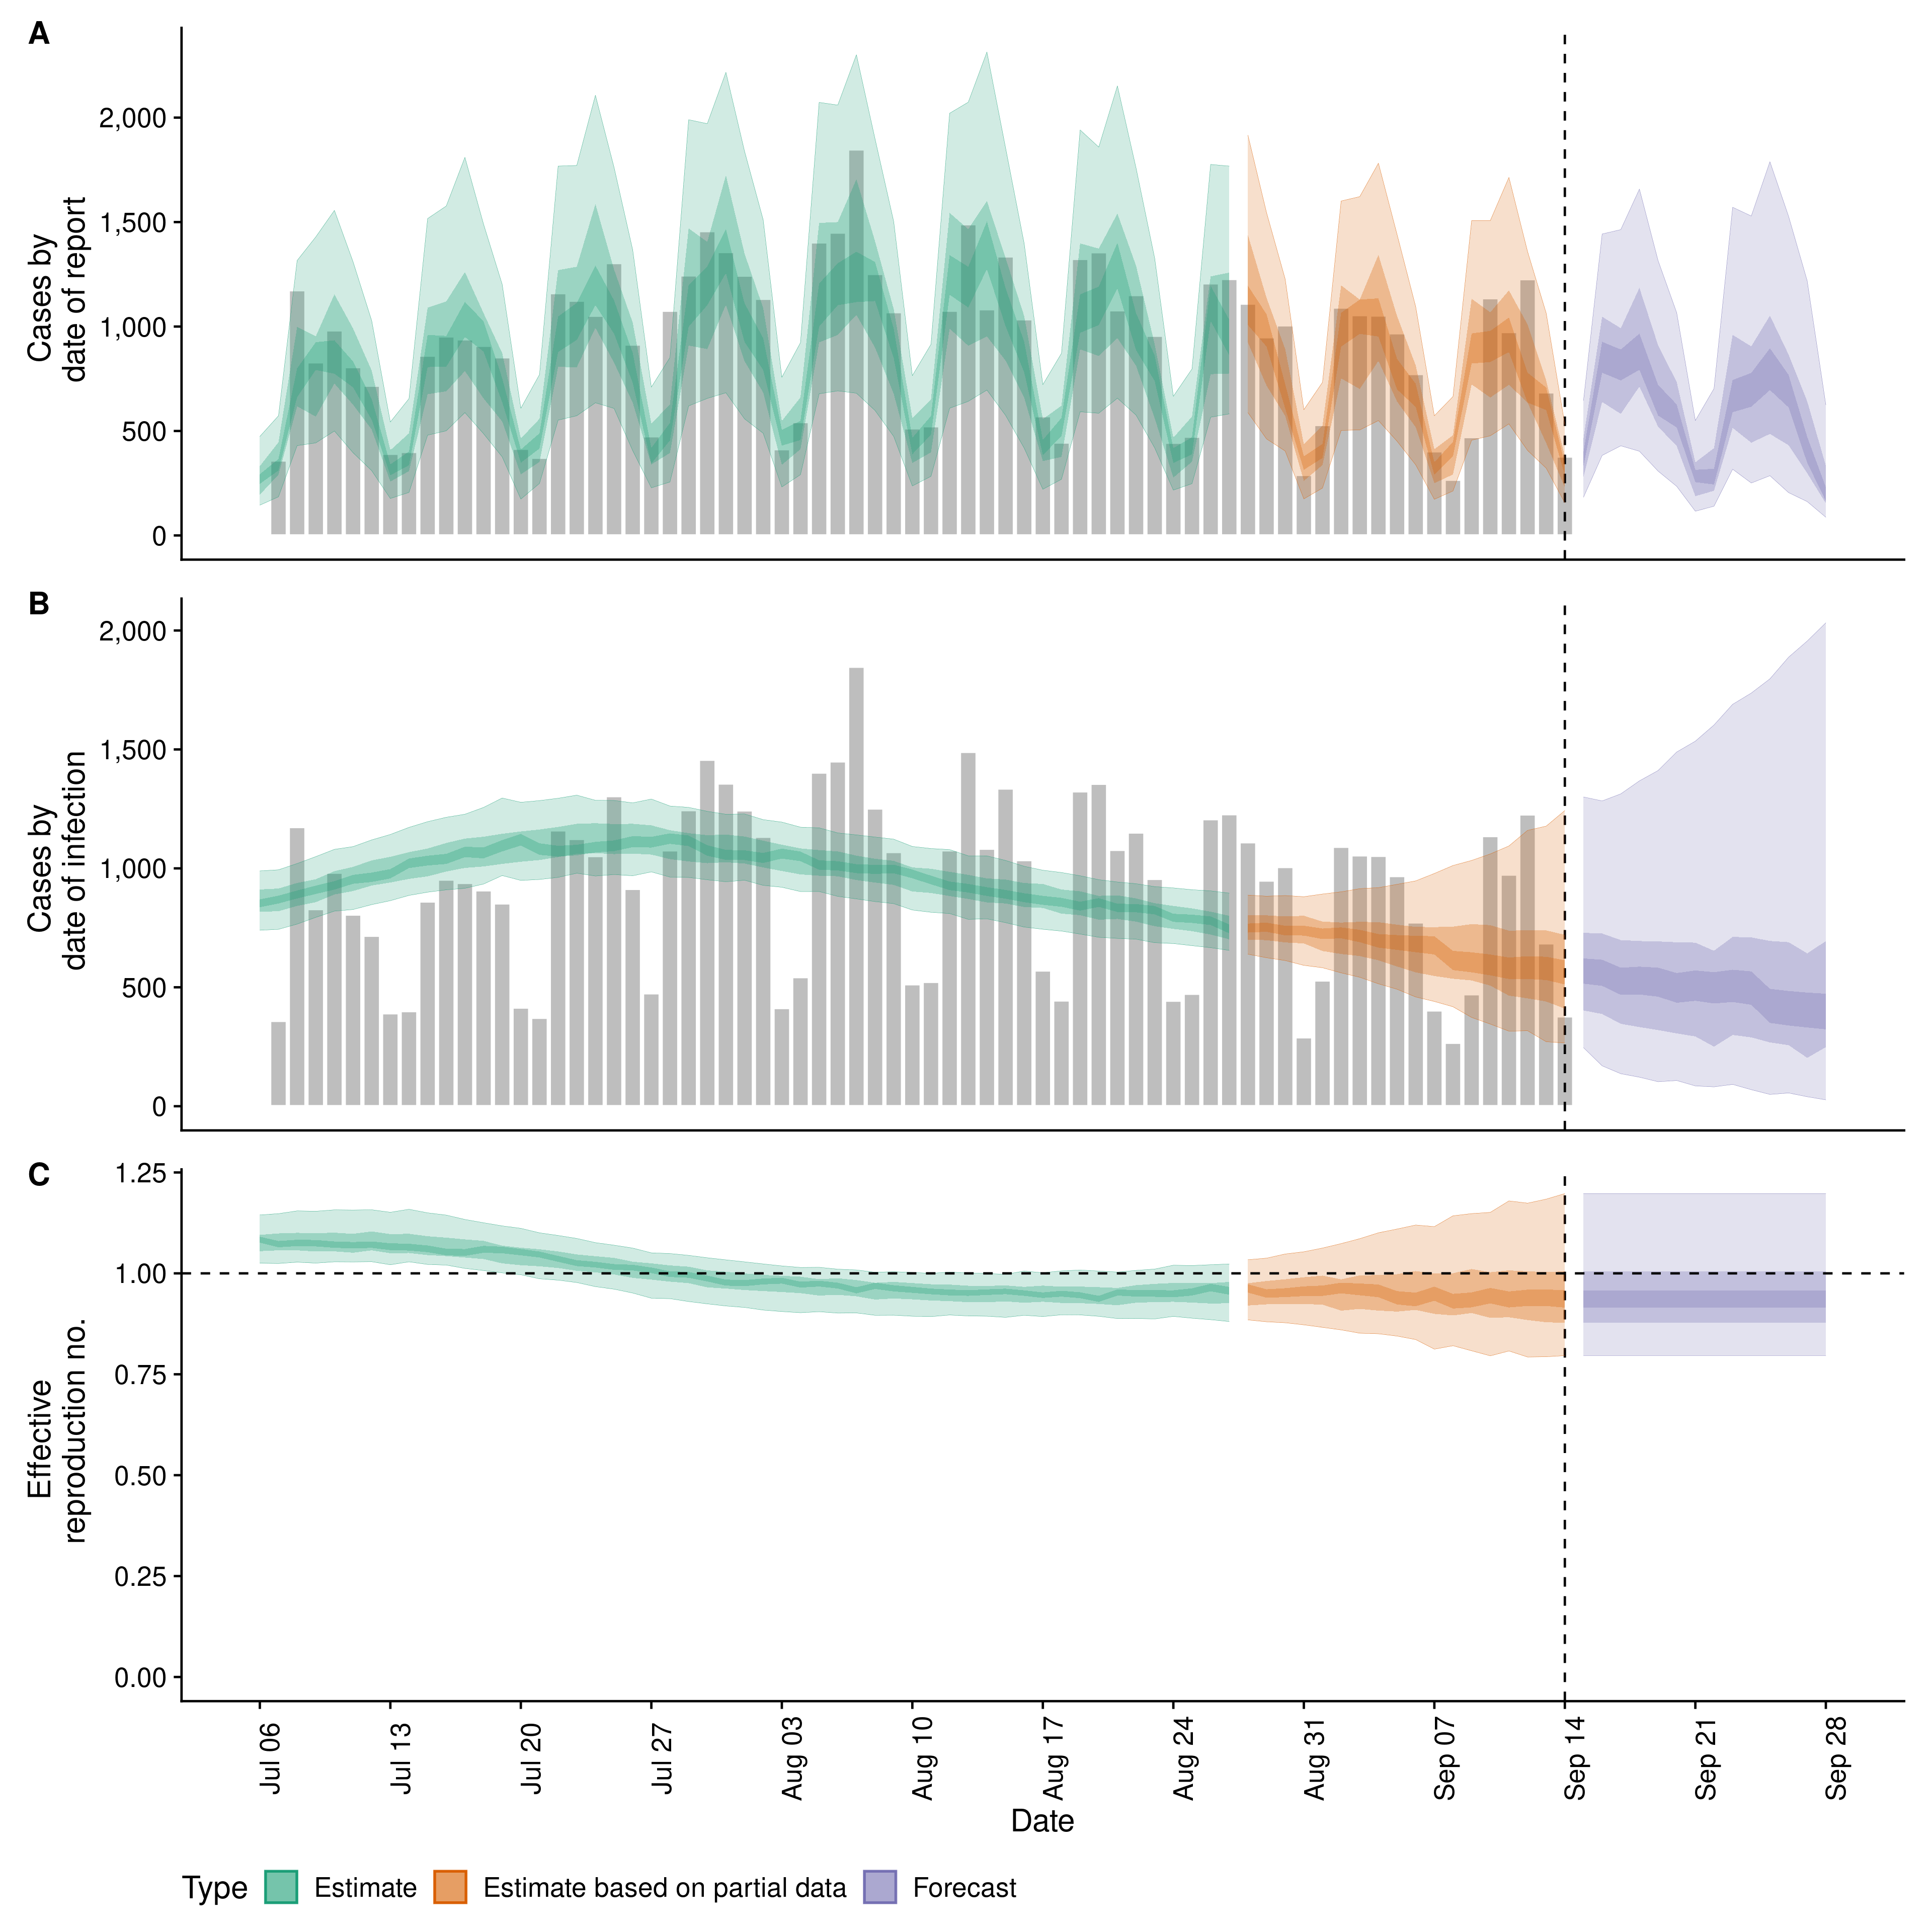 A
Cases by
date of report
2,000
1,500
1,000
500
0
B
Cases by
date of infection
2,000
1,500
1,000
500
0
C
Effective
reproduction no.
1.25
1.00
0.75
0.50
0.25
0.00
Jul 06
Jul 13
Jul 20
Jul 27
Aug 03
Aug 10
Aug 17
Aug 24
Aug 31
Sep 07
Sep 14
Sep 21
Sep 28
Date
Type Estimate Estimate based on partial data Forecast